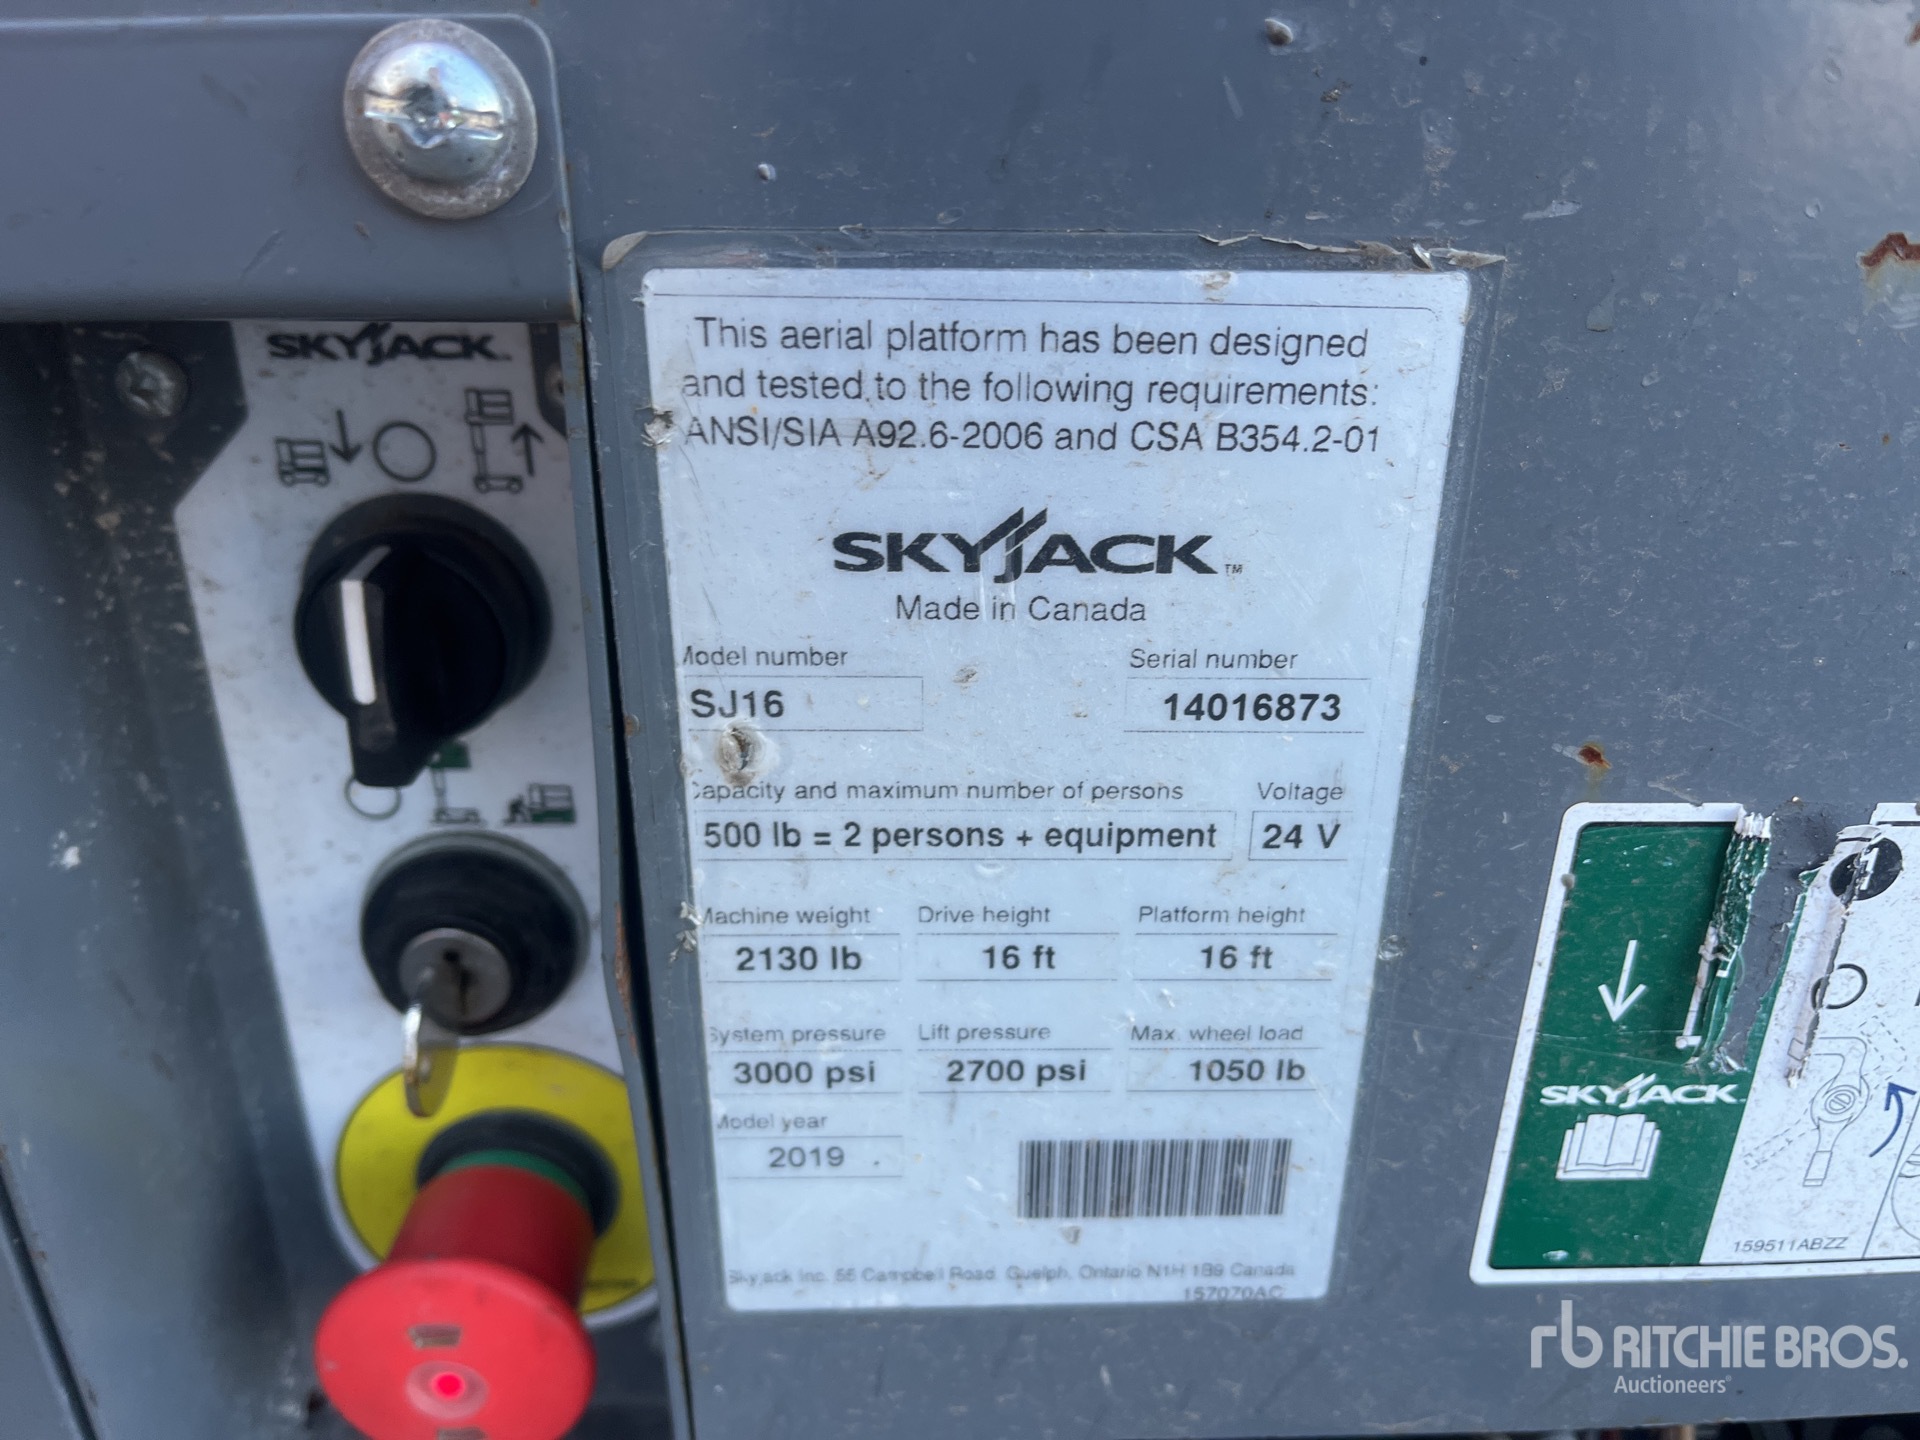 SKYJACK
This aerial platform has been designed
and tested to the following requirements:
ANSI/SIA A92.6-2006 and CSA B354.2-01
SKYJACK™
Made in Canada
Model number Serial number
SJ16 14016873
Capacity and maximum number of persons Voltage
500 lb = 2 persons + equipment 24 V
Machine weight Drive height Platform height
2130 lb 16 ft 16 ft
System pressure Lift pressure Max. wheel load
3000 psi 2700 psi 1050 lb
Model year
2019
Skyjack Inc. 55 Campbell Road Guelph, Ontario N1H 1B9 Canada
157070AC
1
SKYJACK
159511ABZZ
rb RITCHIE BROS.
Auctioneers